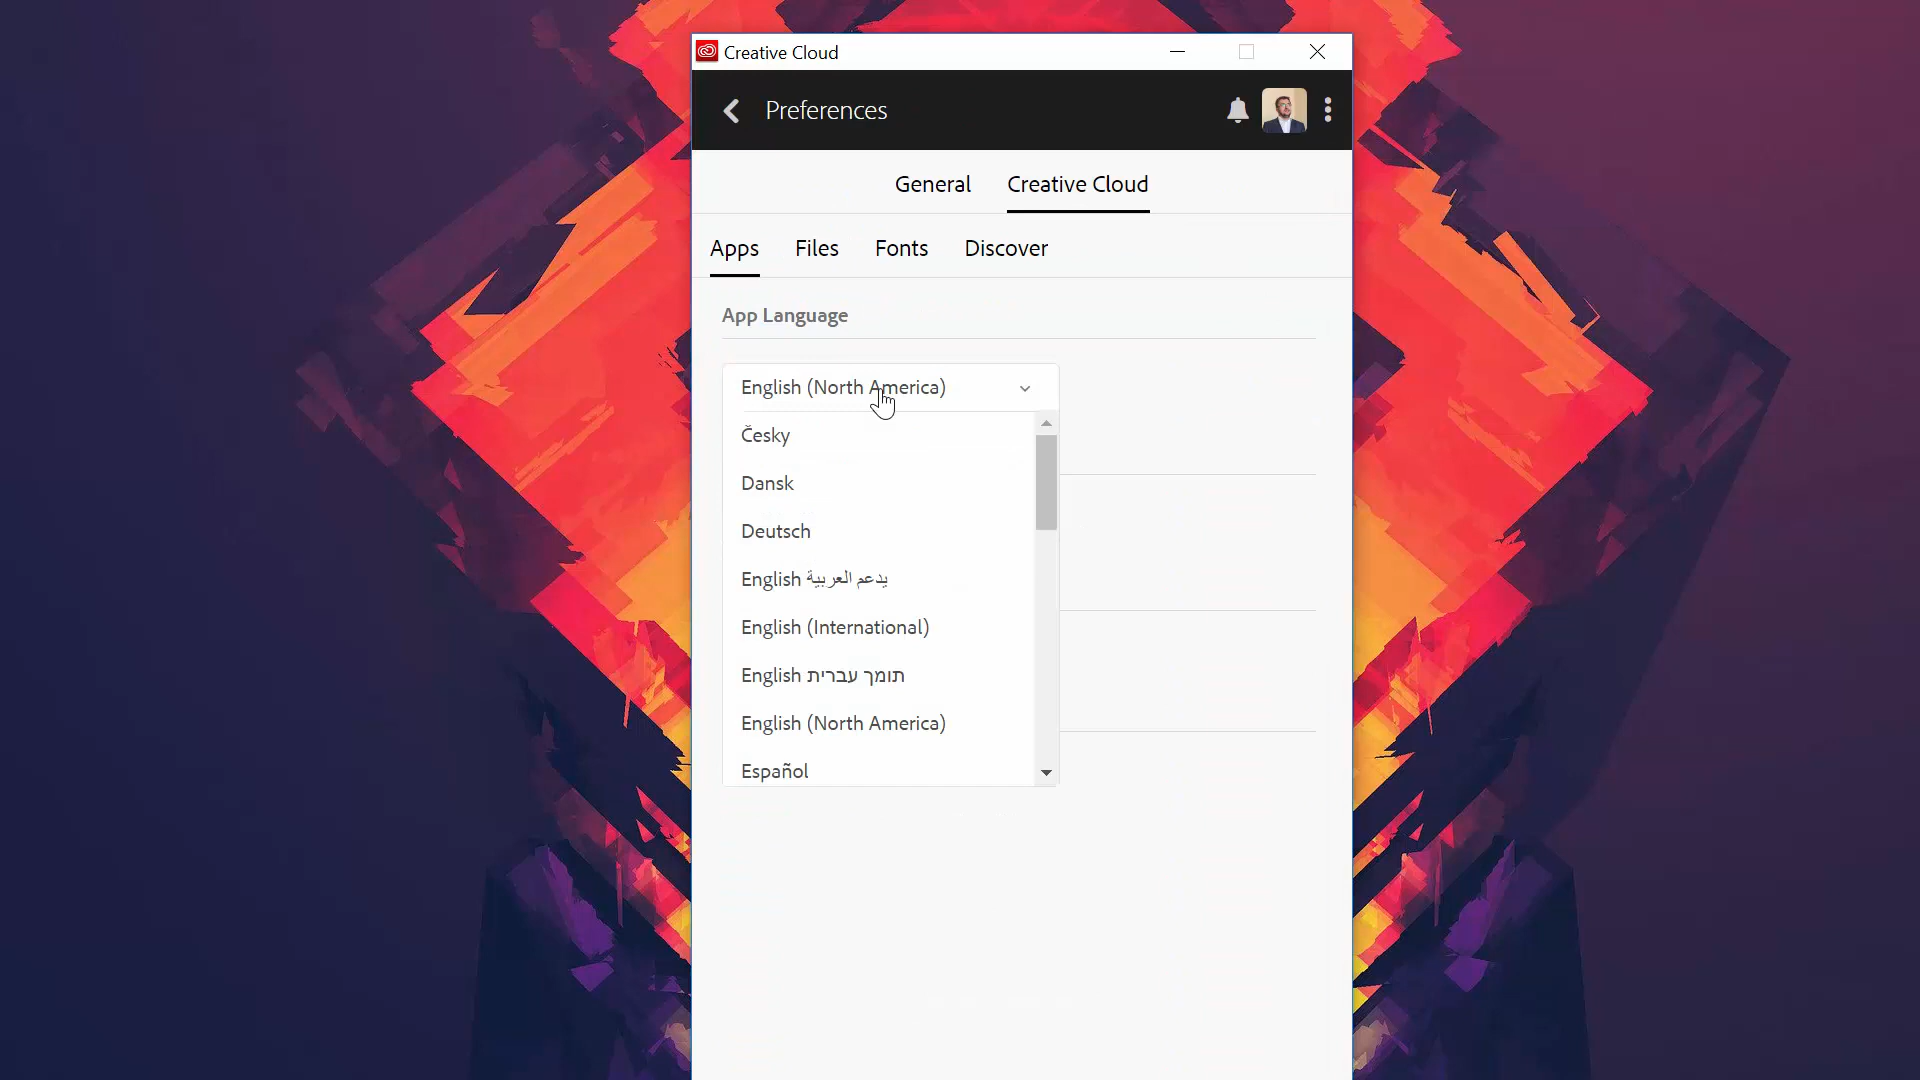 Creative Cloud
Preferences
General Creative Cloud
Apps Files Fonts Discover
App Language
English (North America)
Česky
Dansk
Deutsch
English يدعم العربية
English (International)
English תומך עברית
English (North America)
Español